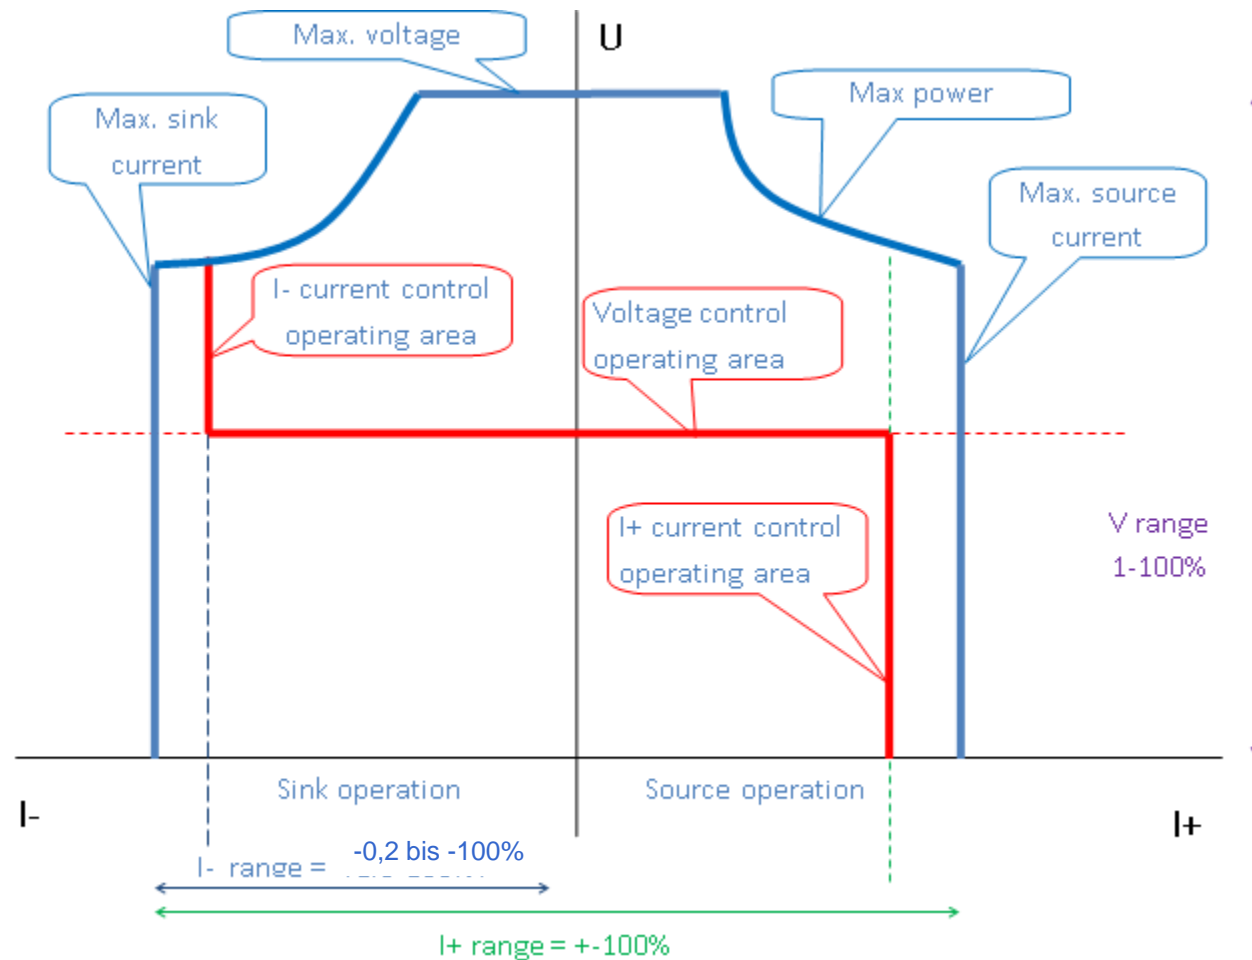 Max. voltage
U
Max. sink
current
Max power
Max. source
current
I- current control
operating area
Voltage control
operating area
I+ current control
operating area
V range
1-100%
Sink operation
Source operation
I-
I+
I- range =
-0,2 bis -100%
I+ range = +-100%